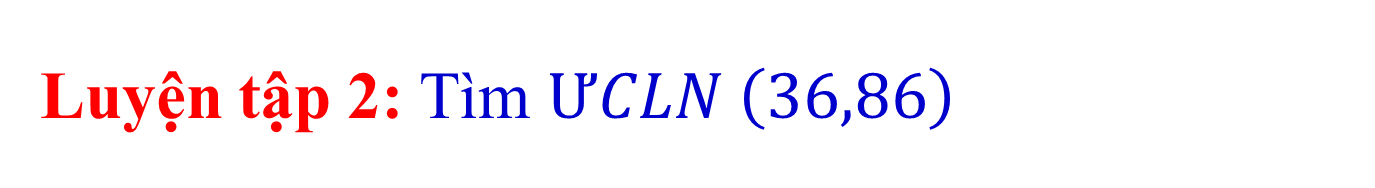 Luyện tập 2: Tìm ƯCLN (36,86)